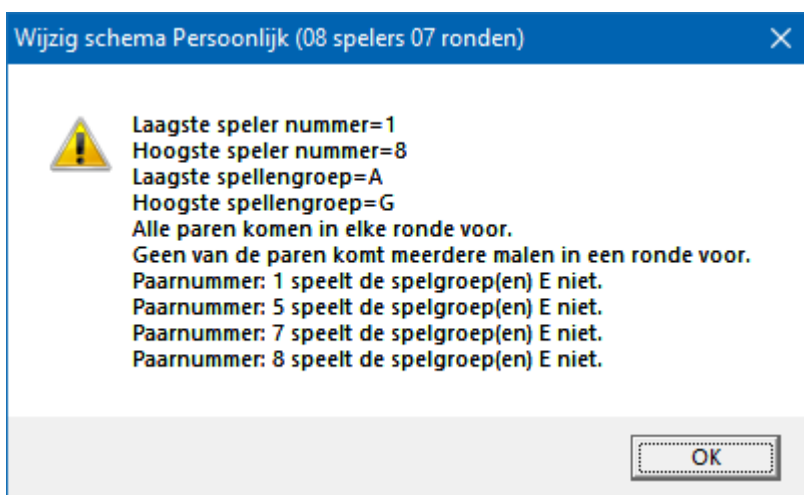 Wijzig schema Persoonlijk (08 spelers 07 ronden)
Laagste speler nummer=1
Hoogste speler nummer=8
Laagste spellengroep=A
Hoogste spellengroep=G
Alle paren komen in elke ronde voor.
Geen van de paren komt meerdere malen in een ronde voor.
Paarnummer: 1 speelt de spelgroep(en) E niet.
Paarnummer: 5 speelt de spelgroep(en) E niet.
Paarnummer: 7 speelt de spelgroep(en) E niet.
Paarnummer: 8 speelt de spelgroep(en) E niet.
OK